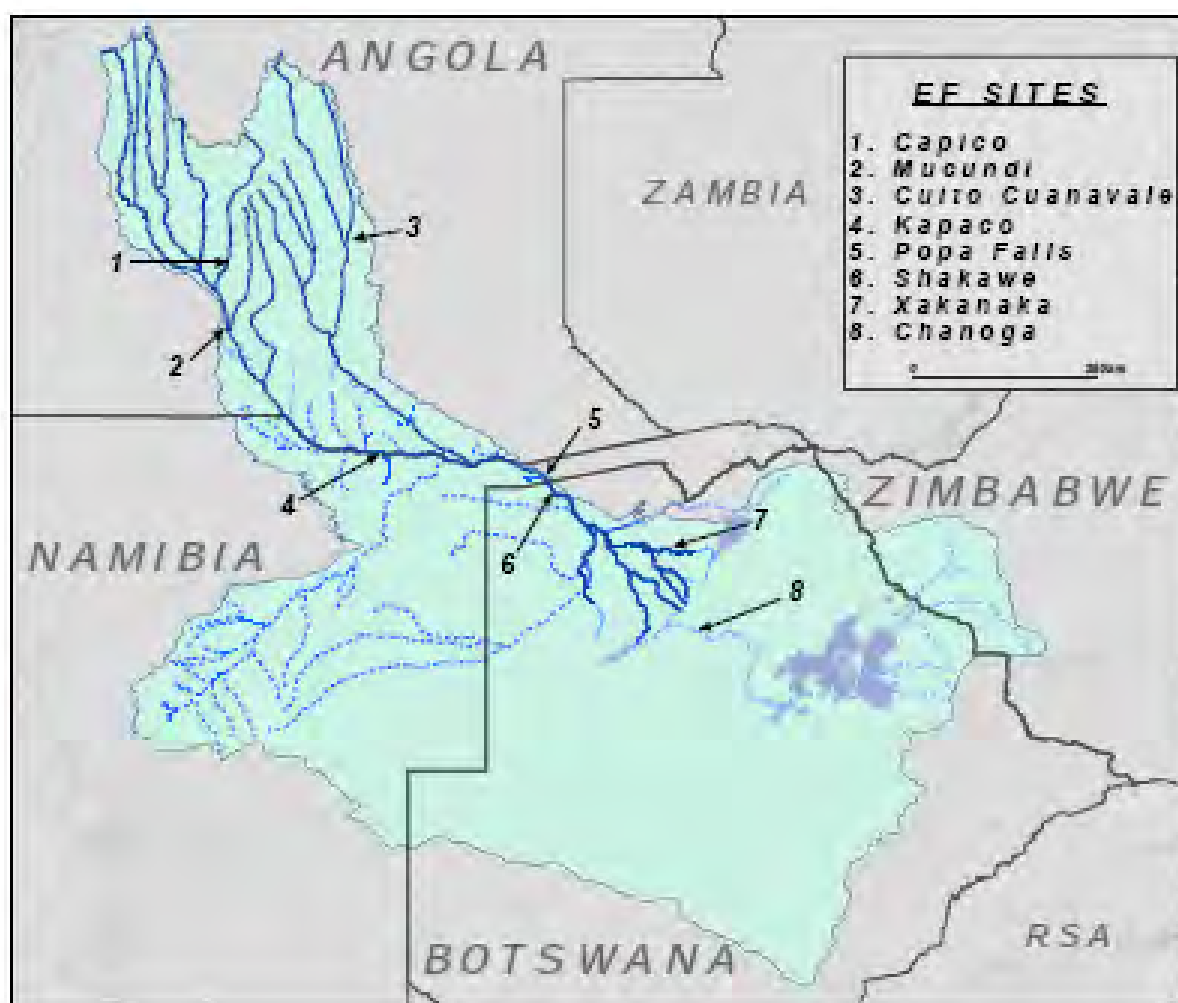 ANGOLA
EF SITES
1. Capico
2. Mucundi
3. Cuito Cuanavale
4. Kapaco
5. Popa Falls
6. Shakawe
7. Xakanaka
8. Chanoga
0
ZAMBIA
3
1
2
5
4
ZIMBABWE
7
NAMIBIA
6
8
RSA
BOTSWANA